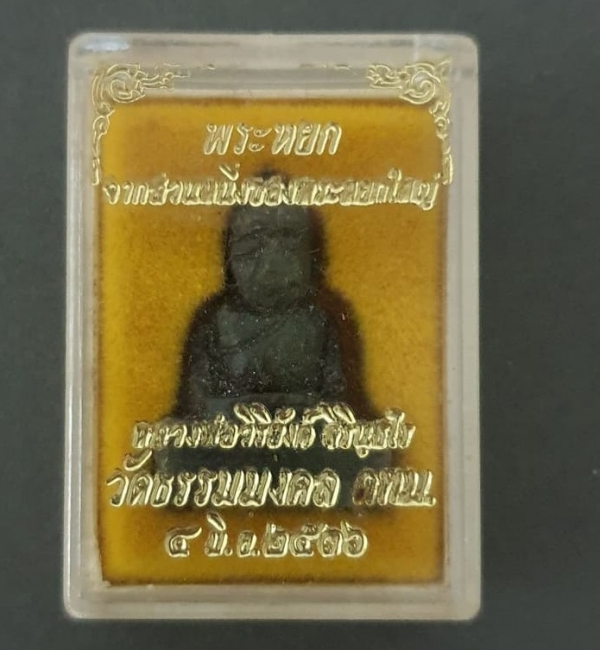 พระหยก
จากส่วนหนึ่งของพระหยกใหญ่
หลวงพ่อวิริยังค์ สิรินฺธโร
วัดธรรมมงคล กทม.
๔ มิ.ค. ๒๕๓๖